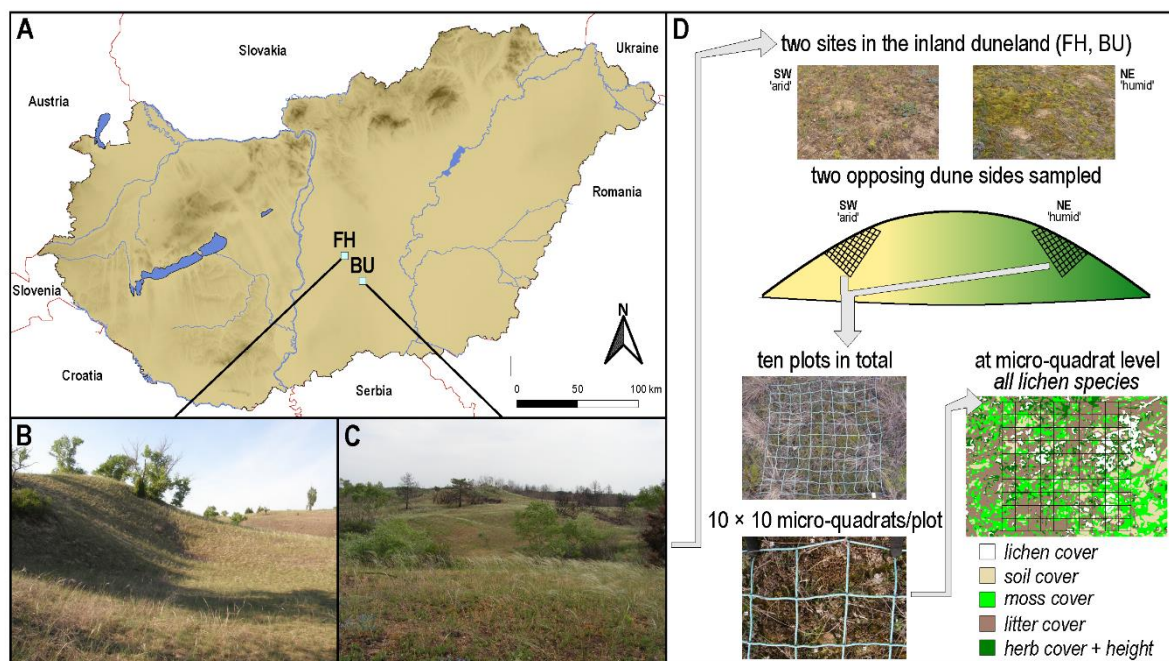 A
Slovakia
Ukraine
Austria
Romania
FH
BU
Slovenia
N
Croatia
Serbia
0 50 100 km
B
C
D
two sites in the inland duneland (FH, BU)
SW
'arid'
NE
'humid'
two opposing dune sides sampled
SW
'arid'
NE
'humid'
ten plots in total
at micro-quadrat level
all lichen species
10 × 10 micro-quadrats/plot
lichen cover
soil cover
moss cover
litter cover
herb cover + height